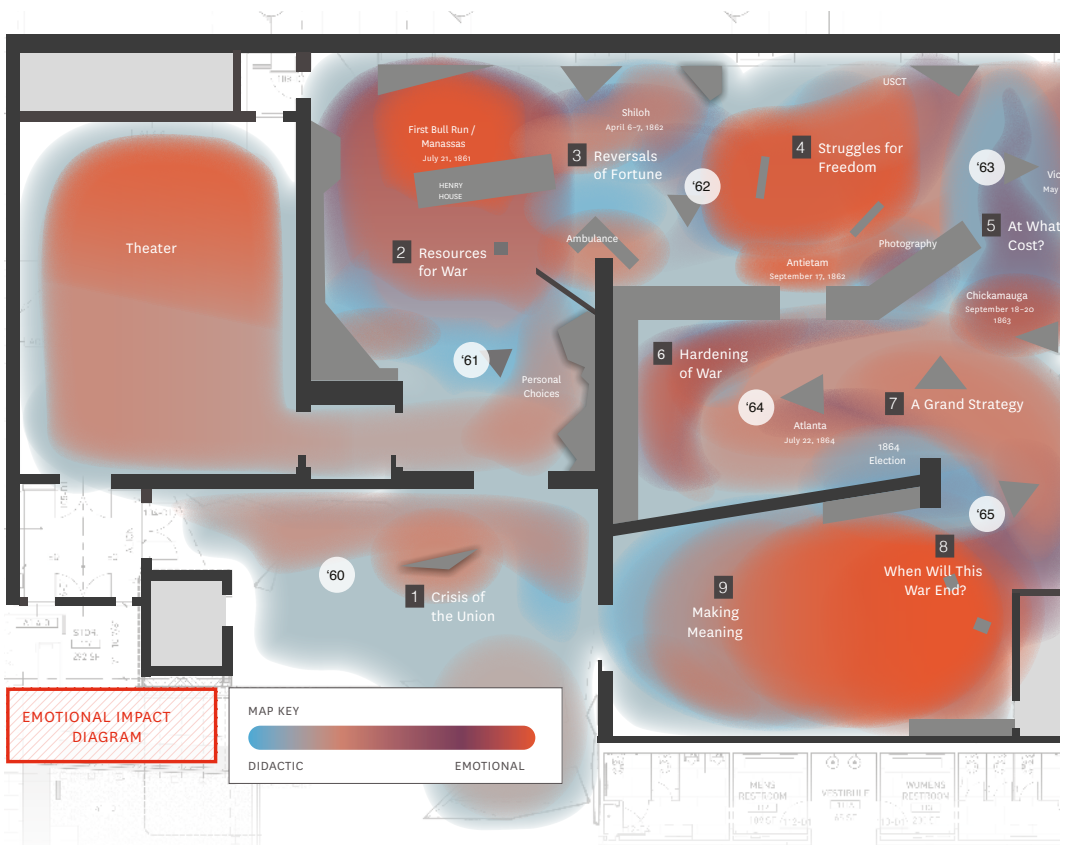 USCT
First Bull Run /
Manassas
July 21, 1861
HENRY
HOUSE
Shiloh
April 6-7, 1862
3 Reversals
of Fortune
4 Struggles for
Freedom
'62
'63
May
5 At What
Cost?
Theater
2 Resources
for War
Ambulance
Photography
Antietam
September 17, 1862
Chickamauga
September 18-20
1863
'61
Personal
Choices
6 Hardening
of War
'64
Atlanta
July 22, 1864
7 A Grand Strategy
1864
Election
'65
8
When Will This
War End?
'60
1 Crisis of
the Union
9
Making
Meaning
STOR.
292 SF
EMOTIONAL IMPACT
DIAGRAM
MAP KEY
DIDACTIC
EMOTIONAL
MENS
RESTROOM
VESTIBULE
WOMENS
RESTROOM